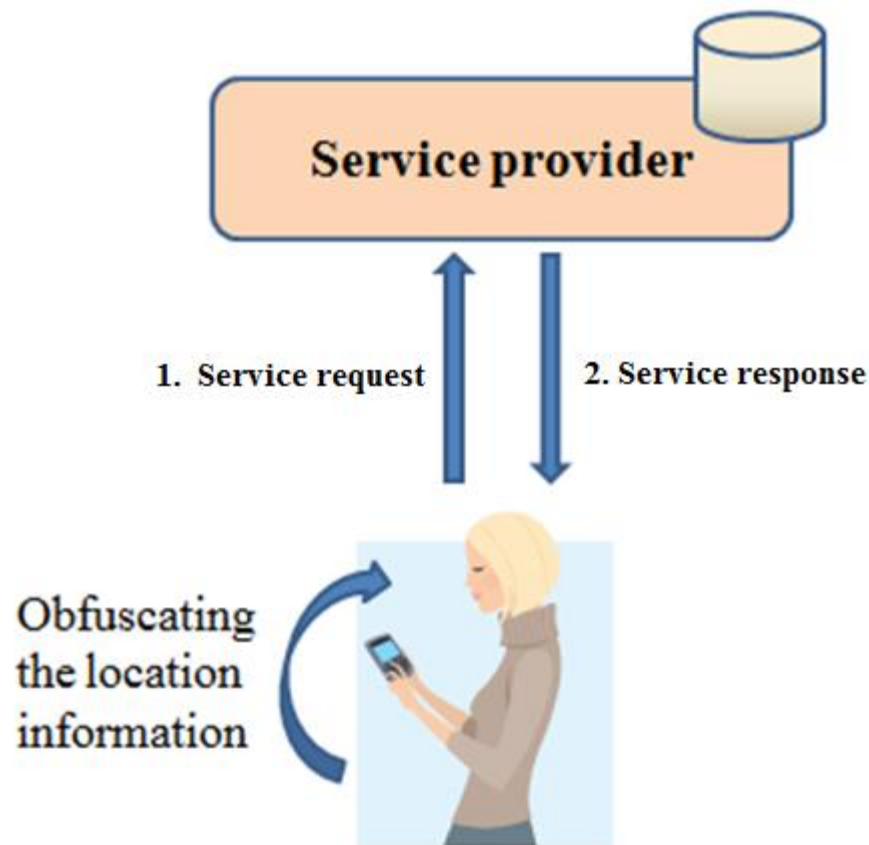 Service provider
1. Service request
2. Service response
Obfuscating
the location
information